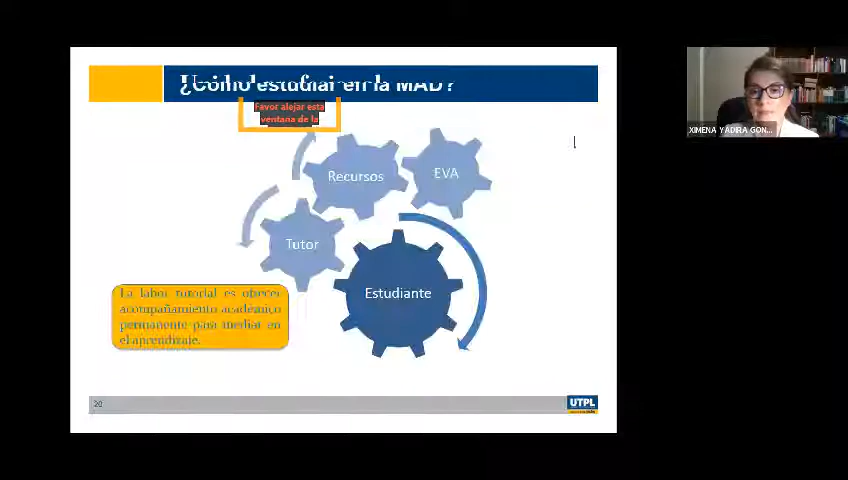 ¿Cómo estudiar en la MAD?
Favor alejar esta
ventana de la
Recursos
EVA
Tutor
Estudiante
La labor tutorial es ofrecer
acompañamiento académico
permanente para mediar en
el aprendizaje.
20
UTPL
XIMENA YADIRA GON...